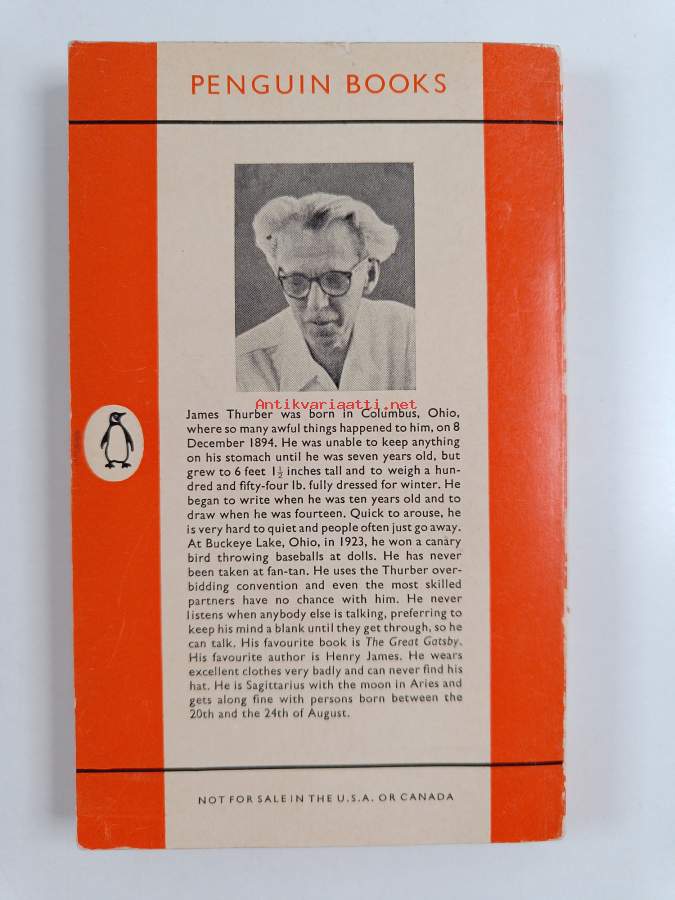 PENGUIN BOOKS
Antikvariaatti.net
James Thurber was born in Columbus, Ohio,
where so many awful things happened to him, on 8
December 1894. He was unable to keep anything
on his stomach until he was seven years old, but
grew to 6 feet 1½ inches tall and to weigh a hun-
dred and fifty-four lb. fully dressed for winter. He
began to write when he was ten years old and to
draw when he was fourteen. Quick to arouse, he
is very hard to quiet and people often just go away.
At Buckeye Lake, Ohio, in 1923, he won a canary
bird throwing baseballs at dolls. He has never
been taken at fan-tan. He uses the Thurber over-
bidding convention and even the most skilled
partners have no chance with him. He never
listens when anybody else is talking, preferring to
keep his mind a blank until they get through, so he
can talk. His favourite book is The Great Gatsby.
His favourite author is Henry James. He wears
excellent clothes very badly and can never find his
hat. He is Sagittarius with the moon in Aries and
gets along fine with persons born between the
20th and the 24th of August.
NOT FOR SALE IN THE U.S.A. OR CANADA